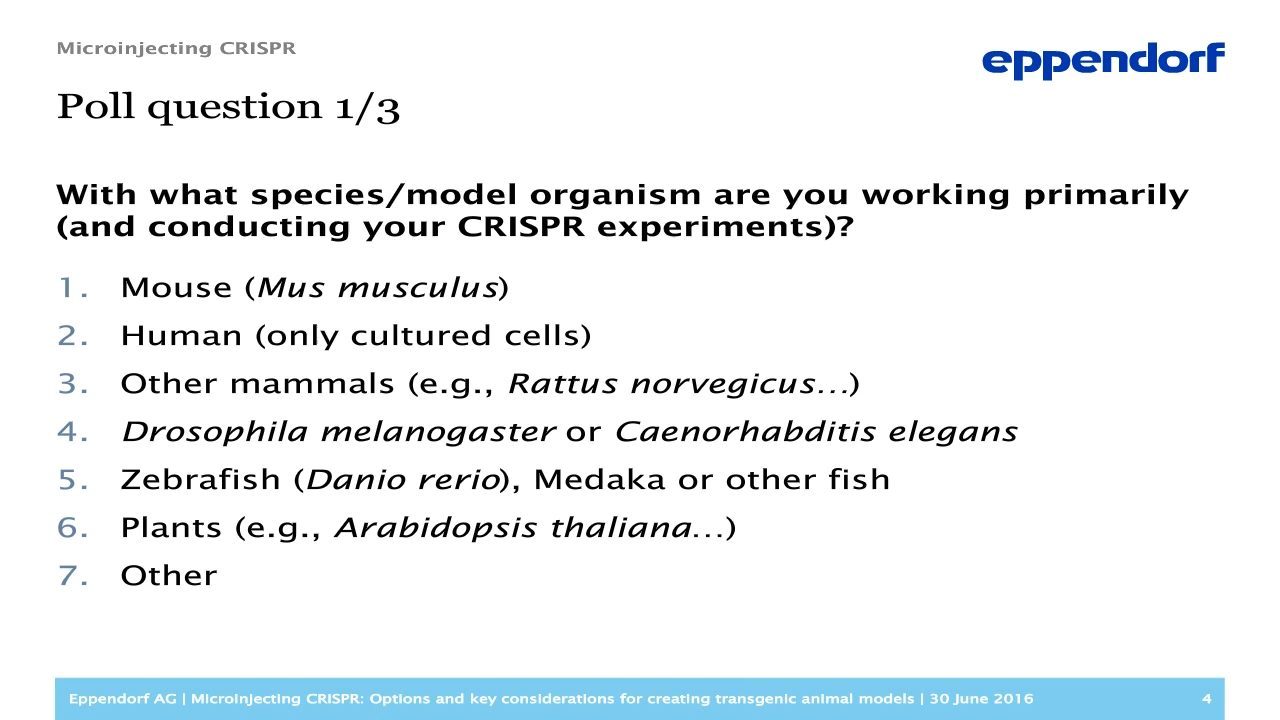 Microinjecting CRISPR
eppendorf
Poll question 1/3
With what species/model organism are you working primarily
(and conducting your CRISPR experiments)?
1. Mouse (Mus musculus)
2. Human (only cultured cells)
3. Other mammals (e.g., Rattus norvegicus...)
4. Drosophila melanogaster or Caenorhabditis elegans
5. Zebrafish (Danio rerio), Medaka or other fish
6. Plants (e.g., Arabidopsis thaliana...)
7. Other
Eppendorf AG | Microinjecting CRISPR: Options and key considerations for creating transgenic animal models | 30 June 2016 4